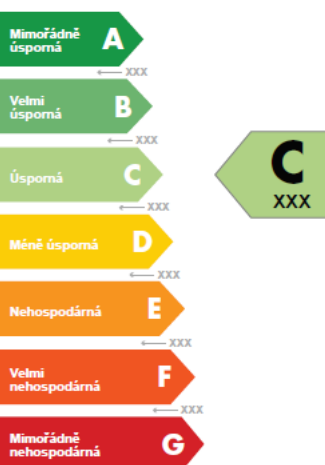 Mimořádně
úsporná
A
XXX
Velmi
úsporná
B
XXX
Úsporná
C
XXX
C
XXX
Méně úsporná
D
XXX
Nehospodárná
E
XXX
Velmi
nehospodárná
F
XXX
Mimořádně
nehospodárná
G